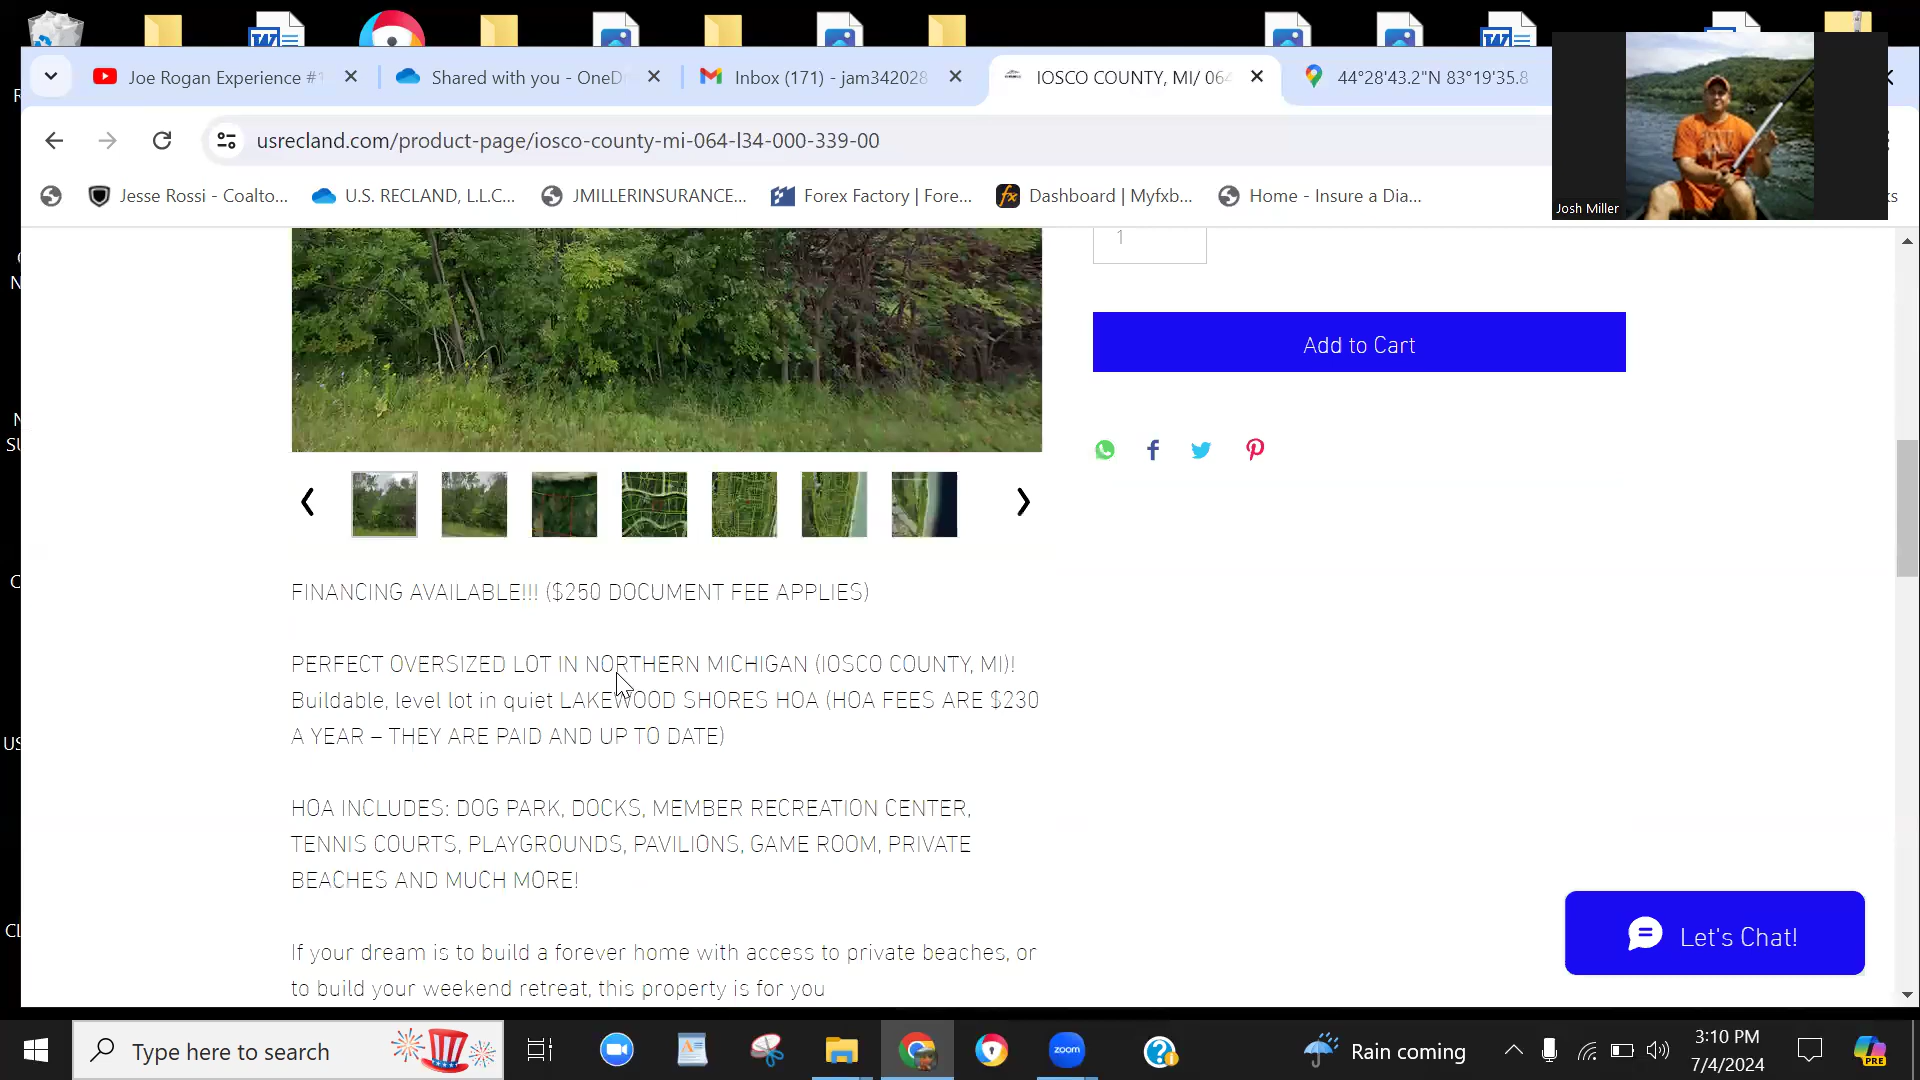 Joe Rogan Experience #1
Shared with you - OneD
Inbox (171) - jam342028
IOSCO COUNTY, MI/ 064
44°28'43.2"N 83°19'35.8
usrecland.com/product-page/iosco-county-mi-064-l34-000-339-00
Jesse Rossi - Coalto...
U.S. RECLAND, L.L.C...
JMILLERINSURANCE...
Forex Factory | Fore...
Dashboard | Myfxb...
Home - Insure a Dia...
Josh Miller
1
Add to Cart
FINANCING AVAILABLE!!! ($250 DOCUMENT FEE APPLIES)
PERFECT OVERSIZED LOT IN NORTHERN MICHIGAN (IOSCO COUNTY, MI)!
Buildable, level lot in quiet LAKEWOOD SHORES HOA (HOA FEES ARE $230
A YEAR – THEY ARE PAID AND UP TO DATE)
HOA INCLUDES: DOG PARK, DOCKS, MEMBER RECREATION CENTER,
TENNIS COURTS, PLAYGROUNDS, PAVILIONS, GAME ROOM, PRIVATE
BEACHES AND MUCH MORE!
If your dream is to build a forever home with access to private beaches, or
to build your weekend retreat, this property is for you
Let's Chat!
Type here to search
zoom
Rain coming
3:10 PM
7/4/2024
PRE